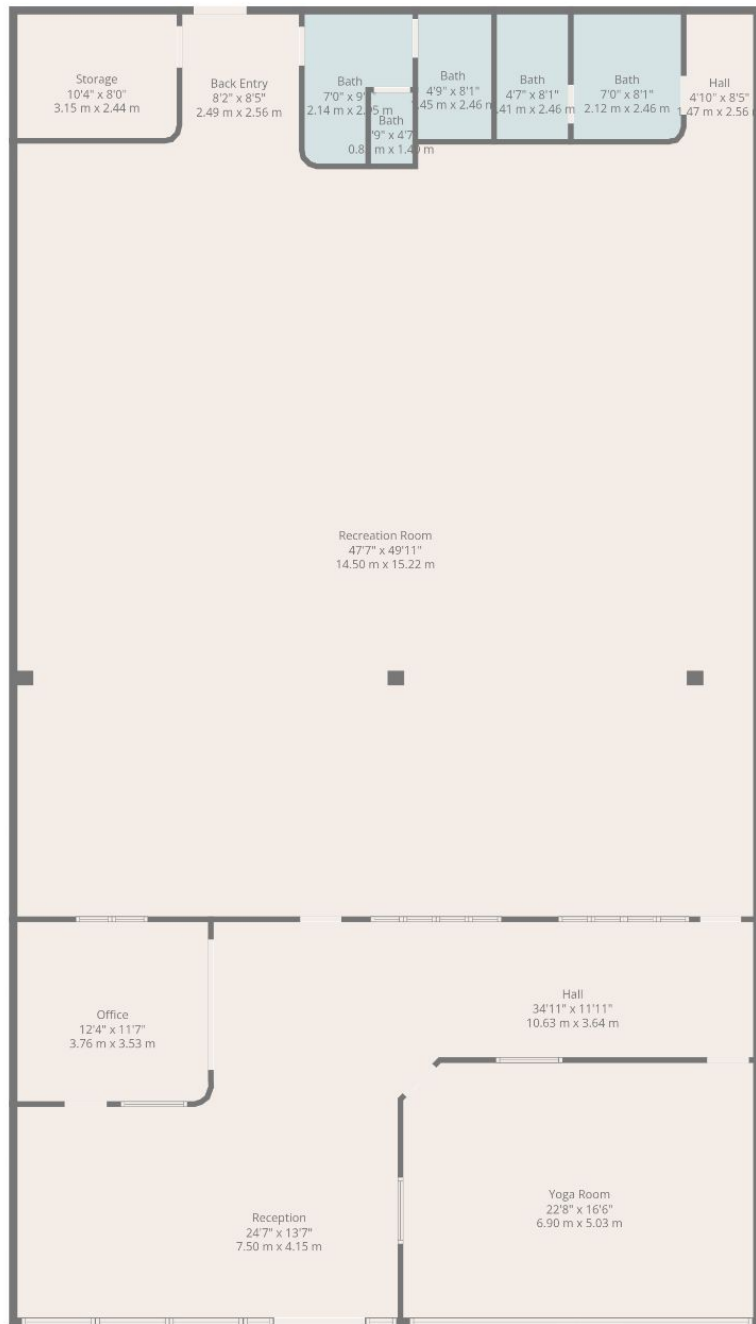 Storage
10'4" x 8'0"
3.15 m x 2.44 m
Back Entry
8'2" x 8'5"
2.49 m x 2.56 m
Bath
7'0" x 9'
2.14 m x
Bath
4'9" x 8'1"
.45 m x 2.46 m
Bath
4'7" x 8'1"
.41 m x 2.46 m
Bath
7'0" x 8'1"
2.12 m x 2.46 m
Hall
4'10" x 8'5"
1.47 m x 2.56 m
Bath
'9" x 4'7"
Recreation Room
47'7" x 49'11"
14.50 m x 15.22 m
Office
12'4" x 11'7"
3.76 m x 3.53 m
Hall
34'11" x 11'11"
10.63 m x 3.64 m
Reception
24'7" x 13'7"
7.50 m x 4.15 m
Yoga Room
22'8" x 16'6"
6.90 m x 5.03 m